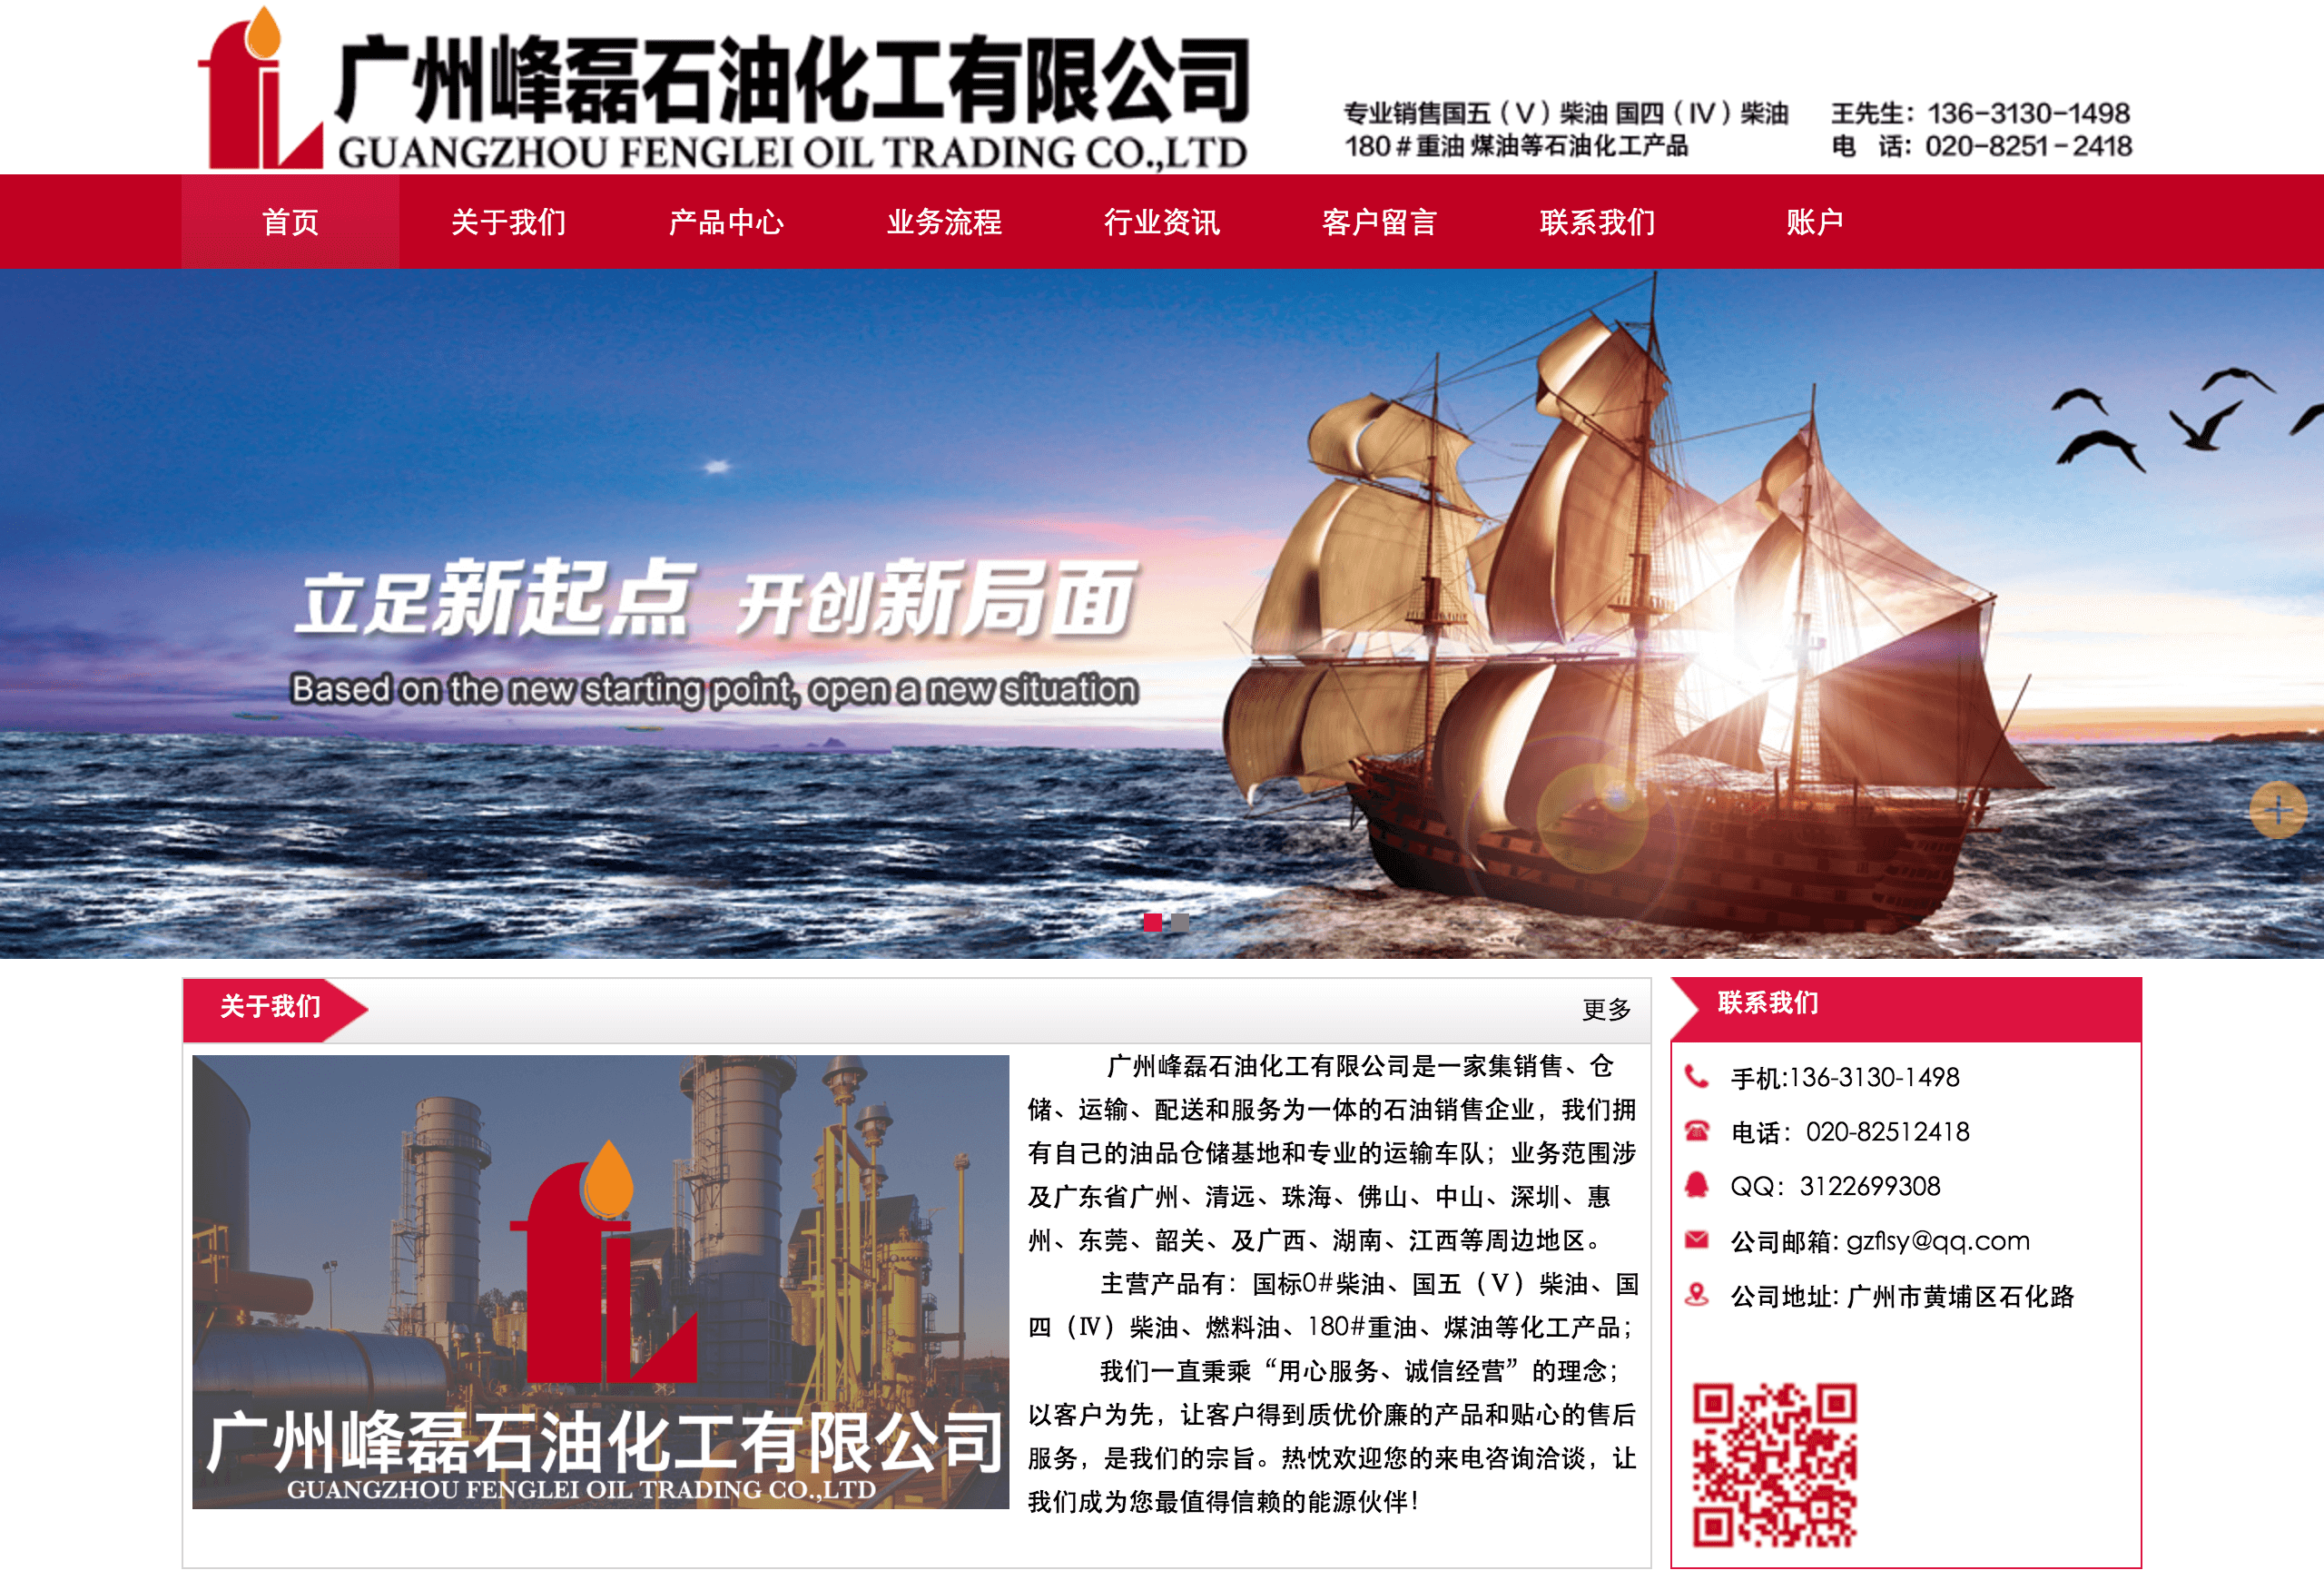 广州峰磊石油化工有限公司
GUANGZHOU FENGLEI OIL TRADING CO.,LTD
专业销售国五（V）柴油 国四（IV）柴油
180#重油 煤油等石油化工产品
王先生：136-3130-1498
电 话：020-8251-2418
首页 关于我们 产品中心 业务流程 行业资讯 客户留言 联系我们 账户
立足新起点 开创新局面
Based on the new starting point, open a new situation
关于我们
更多
广州峰磊石油化工有限公司
GUANGZHOU FENGLEI OIL TRADING CO.,LTD
广州峰磊石油化工有限公司是一家集销售、仓
储、运输、配送和服务为一体的石油销售企业，我们拥
有自己的油品仓储基地和专业的运输车队；业务范围涉
及广东省广州、清远、珠海、佛山、中山、深圳、惠
州、东莞、韶关、及广西、湖南、江西等周边地区。
主营产品有：国标0#柴油、国五（Ⅴ）柴油、国
四（Ⅳ）柴油、燃料油、180#重油、煤油等化工产品；
我们一直秉乘“用心服务、诚信经营”的理念；
以客户为先，让客户得到质优价廉的产品和贴心的售后
服务，是我们的宗旨。热忱欢迎您的来电咨询洽谈，让
我们成为您最值得信赖的能源伙伴！
联系我们
手机:136-3130-1498
电话：020-82512418
QQ：3122699308
公司邮箱: gzflsy@qq.com
公司地址: 广州市黄埔区石化路